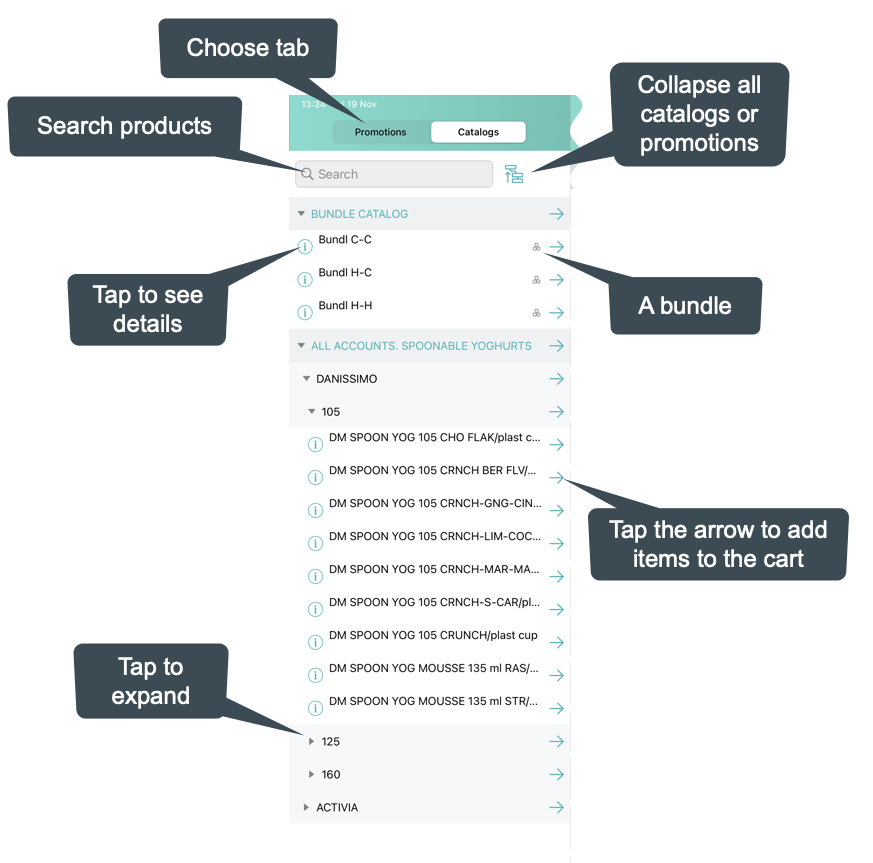 Choose tab
Collapse all
catalogs or
promotions
Search products
13:34
19 Nov
Promotions
Catalogs
Search
BUNDLE CATALOG
Bundl C-C
Bundl H-C
Bundl H-H
Tap to see
details
A bundle
ALL ACCOUNTS. SPOONABLE YOGHURTS
DANISSIMO
105
DM SPOON YOG 105 CHO FLAK/plast c...
DM SPOON YOG 105 CRNCH BER FLV/...
DM SPOON YOG 105 CRNCH-GNG-CIN...
DM SPOON YOG 105 CRNCH-LIM-COC...
DM SPOON YOG 105 CRNCH-MAR-MA...
DM SPOON YOG 105 CRNCH-S-CAR/pl...
DM SPOON YOG 105 CRUNCH/plast cup
DM SPOON YOG MOUSSE 135 ml RAS/...
DM SPOON YOG MOUSSE 135 ml STR/...
Tap the arrow to add
items to the cart
Tap to
expand
125
160
ACTIVIA